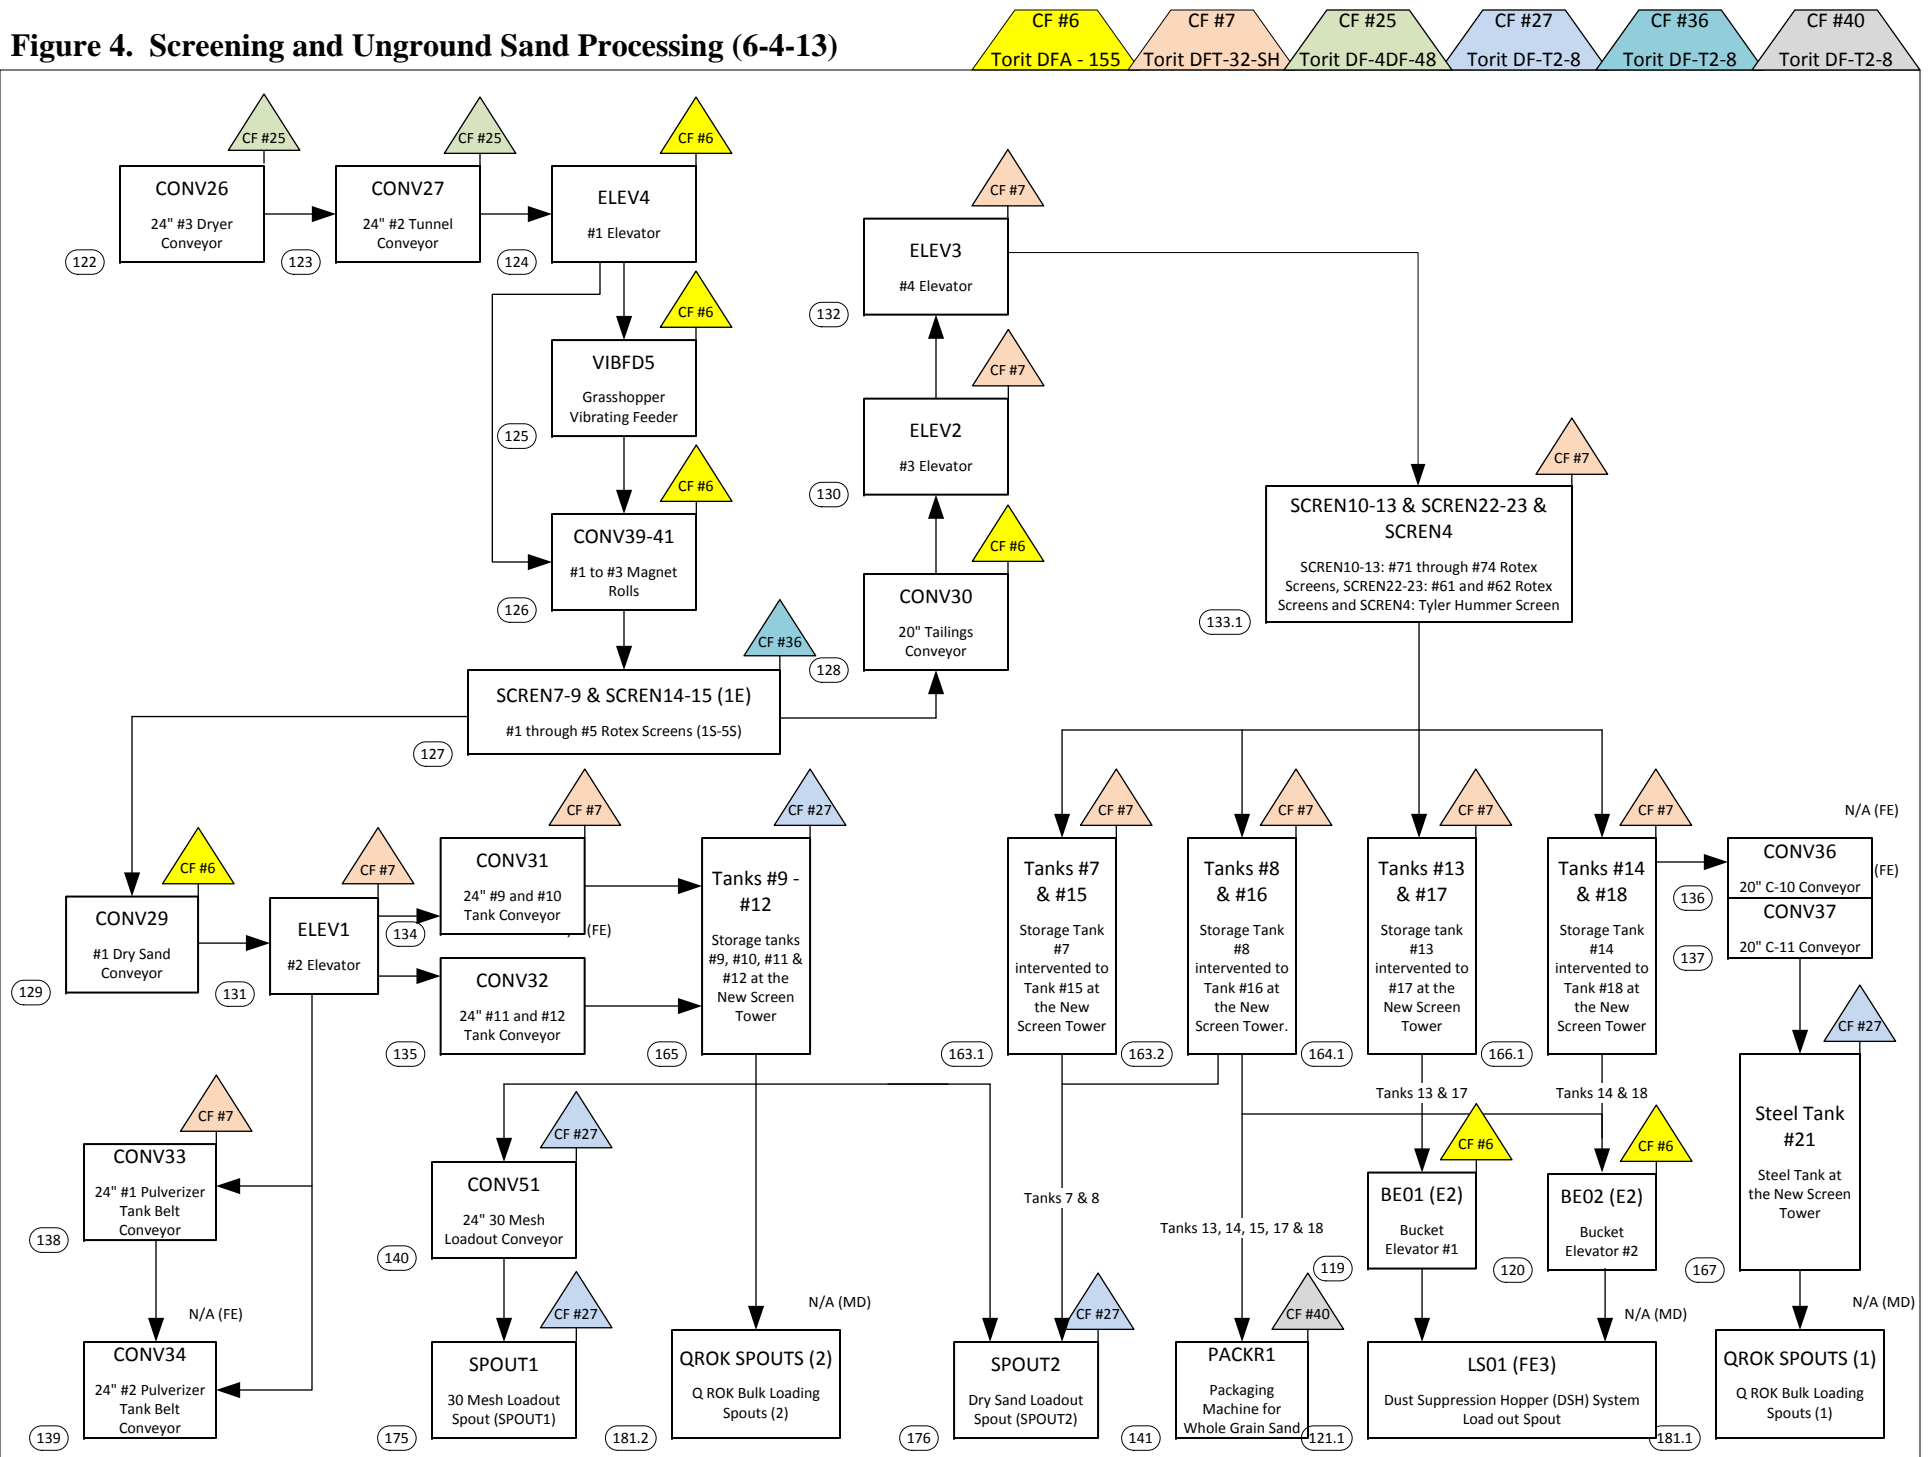 Figure 4. Screening and Unground Sand Processing (6-4-13)
CF #6
Torit DFA - 155
CF #7
Torit DFT-32-SH
CF #25
Torit DF-4DF-48
CF #27
Torit DF-T2-8
CF #36
Torit DF-T2-8
CF #40
Torit DF-T2-8
CF #25
CONV26
24" #3 Dryer
Conveyor
122
CF #25
CONV27
24" #2 Tunnel
Conveyor
123
CF #6
ELEV4
#1 Elevator
124
CF #6
VIBFD5
Grasshopper
Vibrating Feeder
125
CF #6
CONV39-41
#1 to #3 Magnet
Rolls
126
CF #36
SCREN7-9 & SCREN14-15 (1E)
#1 through #5 Rotex Screens (1S-5S)
127
CF #7
ELEV3
#4 Elevator
132
CF #7
ELEV2
#3 Elevator
130
CF #6
CONV30
20" Tailings
Conveyor
128
CF #7
SCREN10-13 & SCREN22-23 &
SCREN4
SCREN10-13: #71 through #74 Rotex
Screens, SCREN22-23: #61 and #62 Rotex
Screens and SCREN4: Tyler Hummer Screen
133.1
CF #6
CONV29
#1 Dry Sand
Conveyor
129
CF #7
ELEV1
#2 Elevator
131
CF #7
CONV31
24" #9 and #10
Tank Conveyor
134
(FE)
CONV32
24" #11 and #12
Tank Conveyor
135
CF #27
Tanks #9 -
#12
Storage tanks
#9, #10, #11 &
#12 at the
New Screen
Tower
165
CF #7
Tanks #7
& #15
Storage Tank
#7
intervented to
Tank #15 at
the New
Screen Tower
163.1
CF #7
Tanks #8
& #16
Storage Tank
#8
intervented to
Tank #16 at
the New
Screen Tower.
163.2
CF #7
Tanks #13
& #17
Storage tank
#13
intervented to
#17 at the
New Screen
Tower
164.1
CF #7
Tanks #14
& #18
Storage Tank
#14
intervented to
Tank #18 at
the New
Screen Tower
166.1
N/A (FE)
CONV36
20" C-10 Conveyor
(FE)
136
CONV37
20" C-11 Conveyor
137
CF #27
Steel Tank
#21
Steel Tank at
the New Screen
Tower
167
CF #7
CONV33
24" #1 Pulverizer
Tank Belt
Conveyor
138
N/A (FE)
CONV34
24" #2 Pulverizer
Tank Belt
Conveyor
139
CF #27
CONV51
24" 30 Mesh
Loadout Conveyor
140
CF #27
SPOUT1
30 Mesh Loadout
Spout (SPOUT1)
175
N/A (MD)
QROK SPOUTS (2)
Q ROK Bulk Loading
Spouts (2)
181.2
Tanks 7 & 8
CF #27
SPOUT2
Dry Sand Loadout
Spout (SPOUT2)
176
Tanks 13, 14, 15, 17 & 18
CF #40
PACKR1
Packaging
Machine for
Whole Grain Sand
141
Tanks 13 & 17
CF #6
BE01 (E2)
Bucket
Elevator #1
119
Tanks 14 & 18
CF #6
BE02 (E2)
Bucket
Elevator #2
120
N/A (MD)
LS01 (FE3)
Dust Suppression Hopper (DSH) System
Load out Spout
121.1
N/A (MD)
QROK SPOUTS (1)
Q ROK Bulk Loading
Spouts (1)
181.1